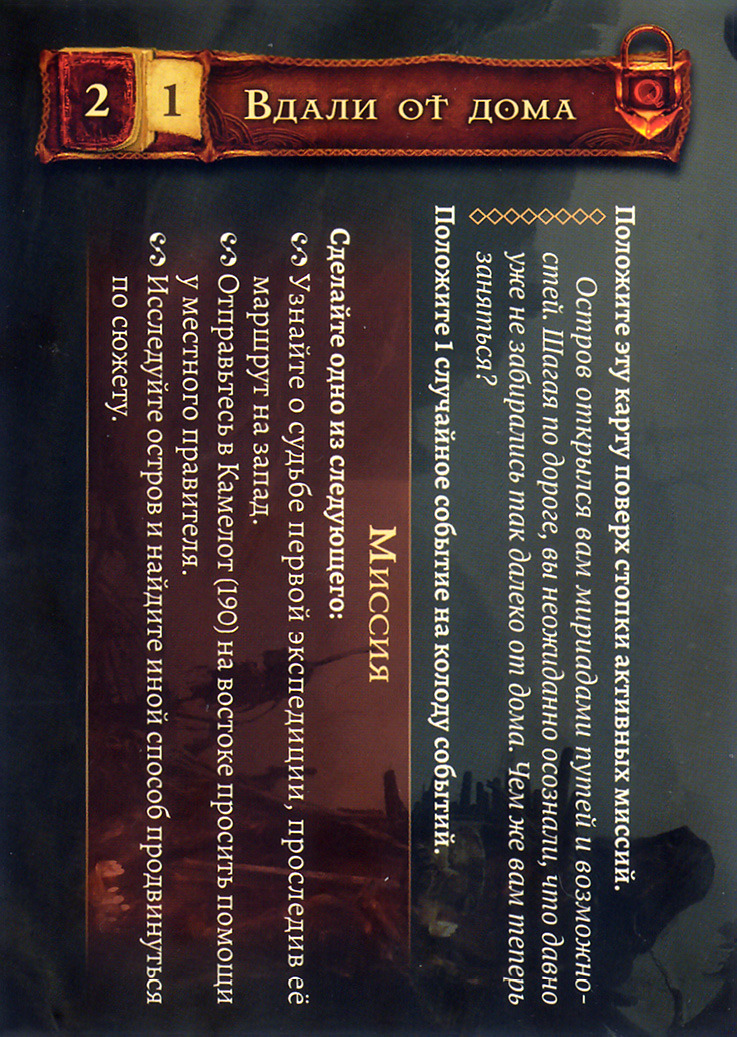 2 1 Вдали от дома Q
Положите эту карту поверх стопки активных миссий.
Остров открылся вам мириадами путей и возможно-
стей. Шагая по дороге, вы неожиданно осознали, что давно
уже не забирались так далеко от дома. Чем же вам теперь
заняться?
Положите 1 случайное событие на колоду событий.
Миссия
Сделайте одно из следующего:
Узнайте о судьбе первой экспедиции, проследив её
маршрут на запад.
Отправьтесь в Камелот (190) на востоке просить помощи
у местного правителя.
Исследуйте остров и найдите иной способ продвинуться
по сюжету.